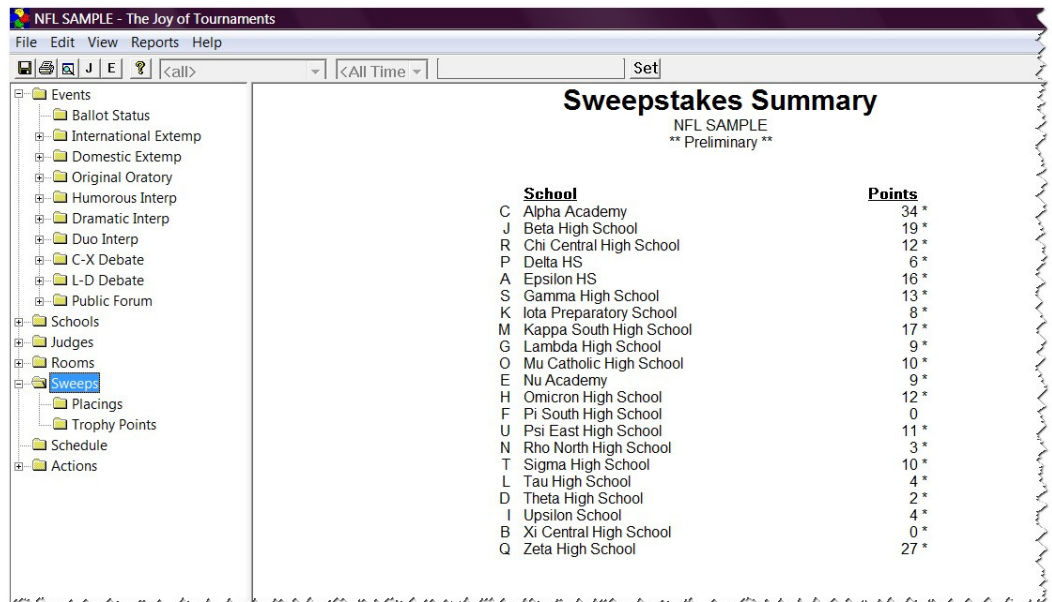 NFL SAMPLE - The Joy of Tournaments
File Edit View Reports Help
J E ? <all> <All Time Set
Events
Ballot Status
International Extemp
Domestic Extemp
Original Oratory
Humorous Interp
Dramatic Interp
Duo Interp
C-X Debate
L-D Debate
Public Forum
Schools
Judges
Rooms
Sweeps
Placings
Trophy Points
Schedule
Actions
Sweepstakes Summary
NFL SAMPLE
** Preliminary **
School Points
C Alpha Academy 34 *
J Beta High School 19 *
R Chi Central High School 12 *
P Delta HS 6 *
A Epsilon HS 16 *
S Gamma High School 13 *
K Iota Preparatory School 8 *
M Kappa South High School 17 *
G Lambda High School 9 *
O Mu Catholic High School 10 *
E Nu Academy 9 *
H Omicron High School 12 *
F Pi South High School 0
U Psi East High School 11 *
N Rho North High School 3 *
T Sigma High School 10 *
L Tau High School 4 *
D Theta High School 2 *
I Upsilon School 4 *
B Xi Central High School 0 *
Q Zeta High School 27 *